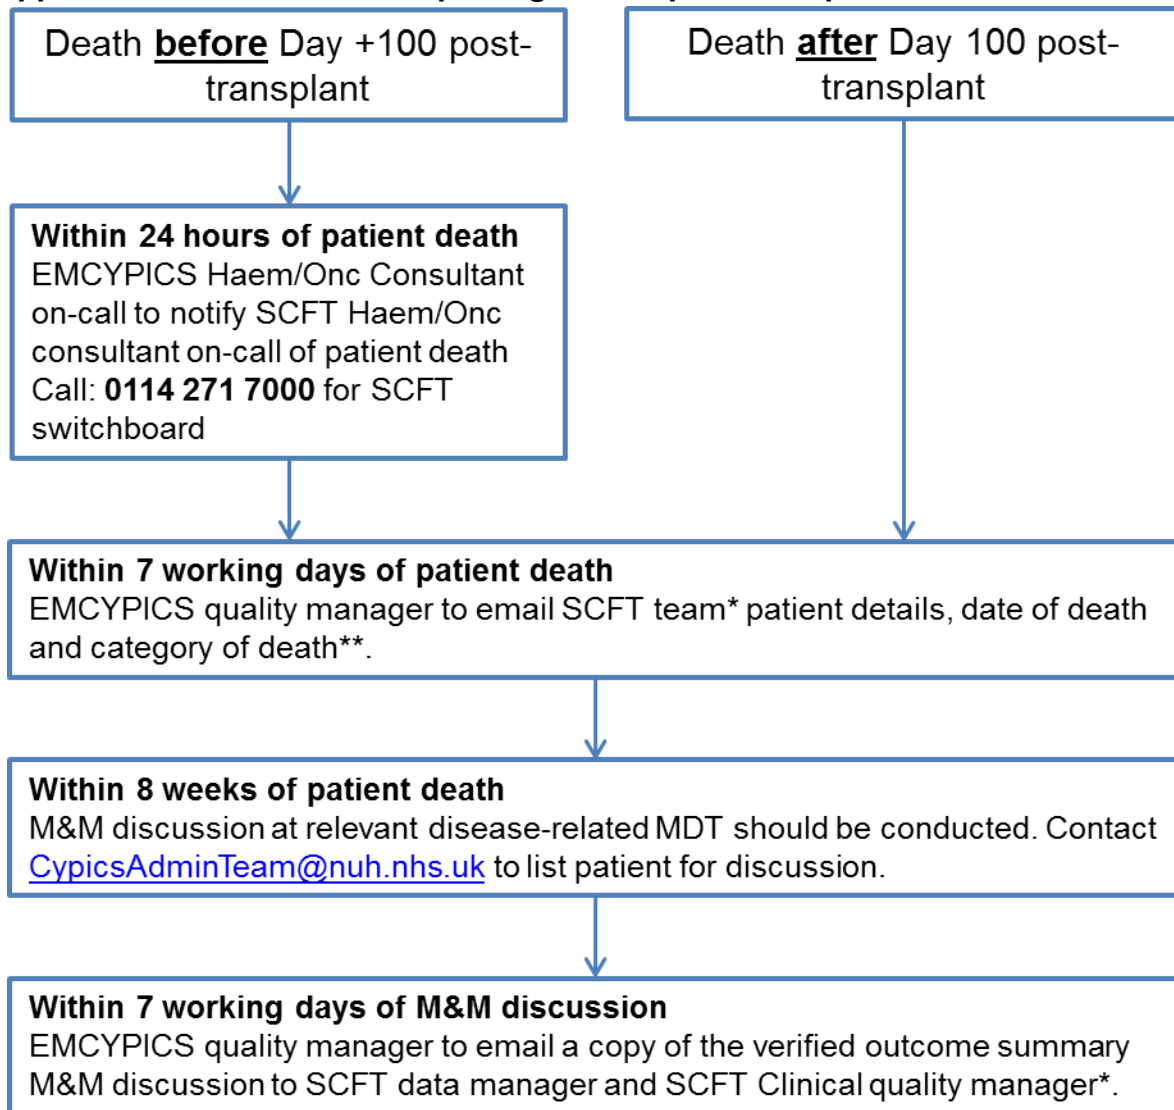 Death before Day +100 post-
transplant
Death after Day 100 post-
transplant
Within 24 hours of patient death
EMCYPICS Haem/Onc Consultant
on-call to notify SCFT Haem/Onc
consultant on-call of patient death
Call: 0114 271 7000 for SCFT
switchboard
Within 7 working days of patient death
EMCYPICS quality manager to email SCFT team* patient details, date of death
and category of death**.
Within 8 weeks of patient death
M&M discussion at relevant disease-related MDT should be conducted. Contact
CypicsAdminTeam@nuh.nhs.uk to list patient for discussion.
Within 7 working days of M&M discussion
EMCYPICS quality manager to email a copy of the verified outcome summary
M&M discussion to SCFT data manager and SCFT Clinical quality manager*.